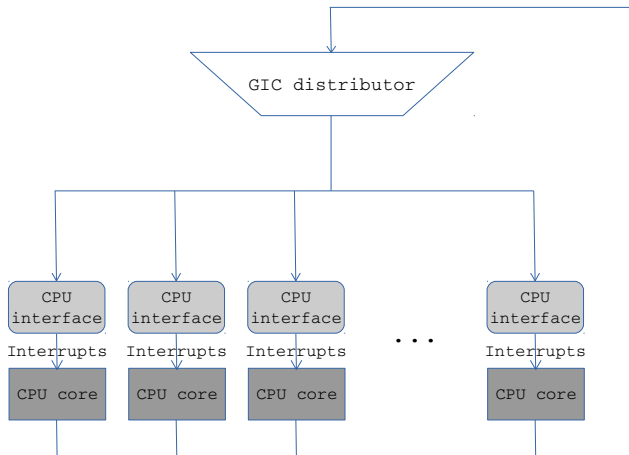 GIC distributor
CPU interface
CPU interface
CPU interface
CPU interface
...
Interrupts
Interrupts
Interrupts
Interrupts
CPU core
CPU core
CPU core
CPU core